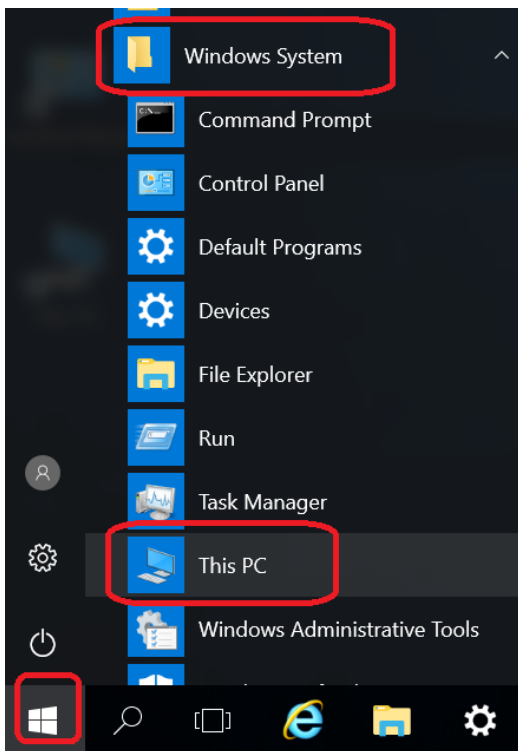 Windows System
Command Prompt
Control Panel
Default Programs
Devices
File Explorer
Run
Task Manager
This PC
Windows Administrative Tools